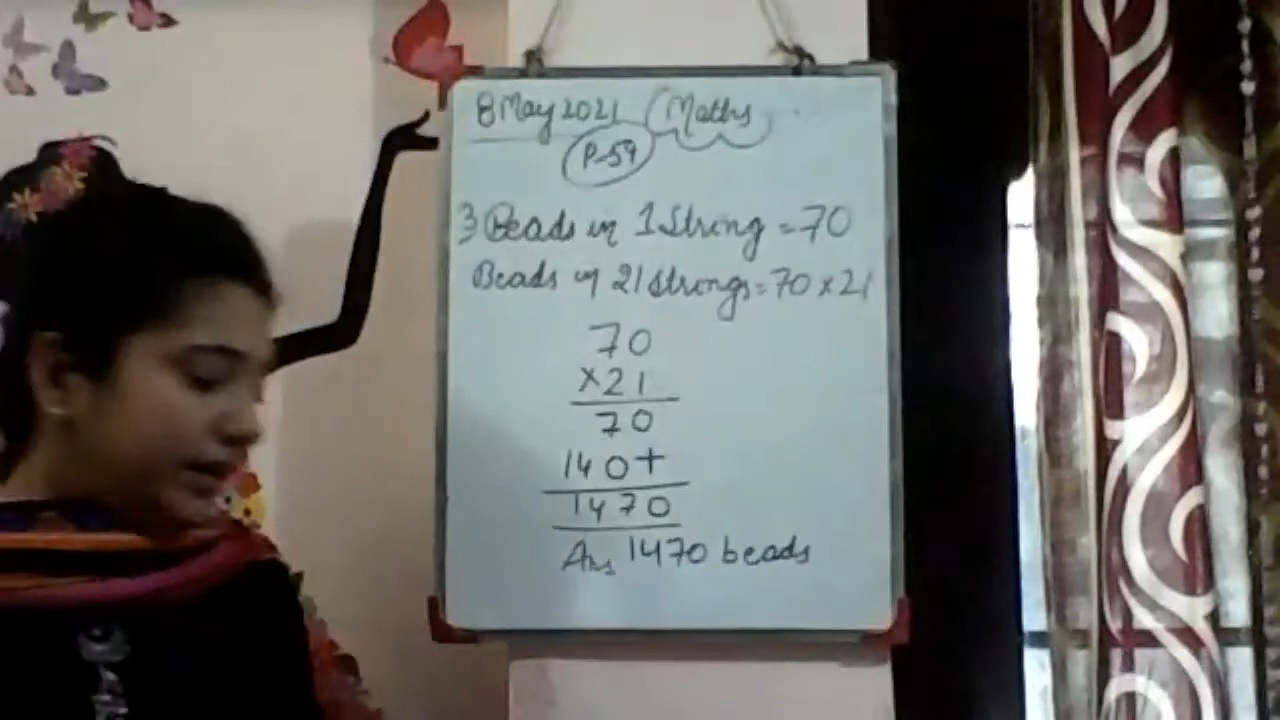 8 May 2021 Maths
P-59
3 Beads in 1 String = 70
Beads in 21 Strings = 70 × 21
70
×21
70
140+
1470
Ans 1470 beads